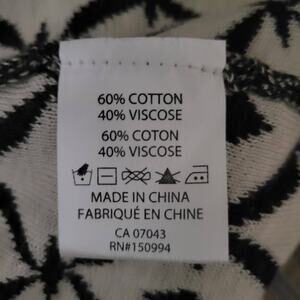 60% COTTON
40% VISCOSE
60% COTON
40% VISCOSE
MADE IN CHINA
FABRIQUÉ EN CHINE
CA 07043
RN#150994